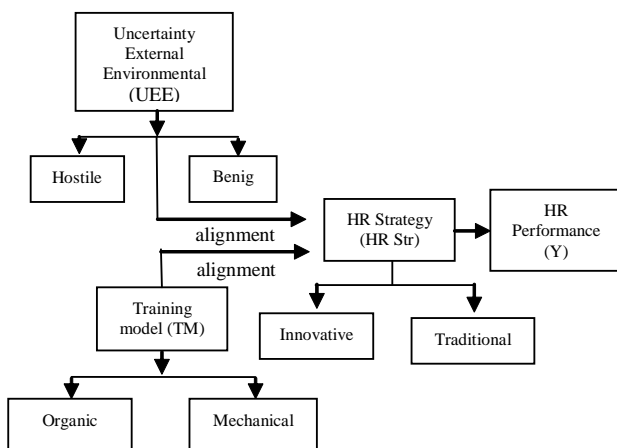 Uncertainty
External
Environmental
(UEE)
Hostile
Benig
alignment
alignment
HR Strategy
(HR Str)
HR
Performance
(Y)
Training
model (TM)
Innovative
Traditional
Organic
Mechanical